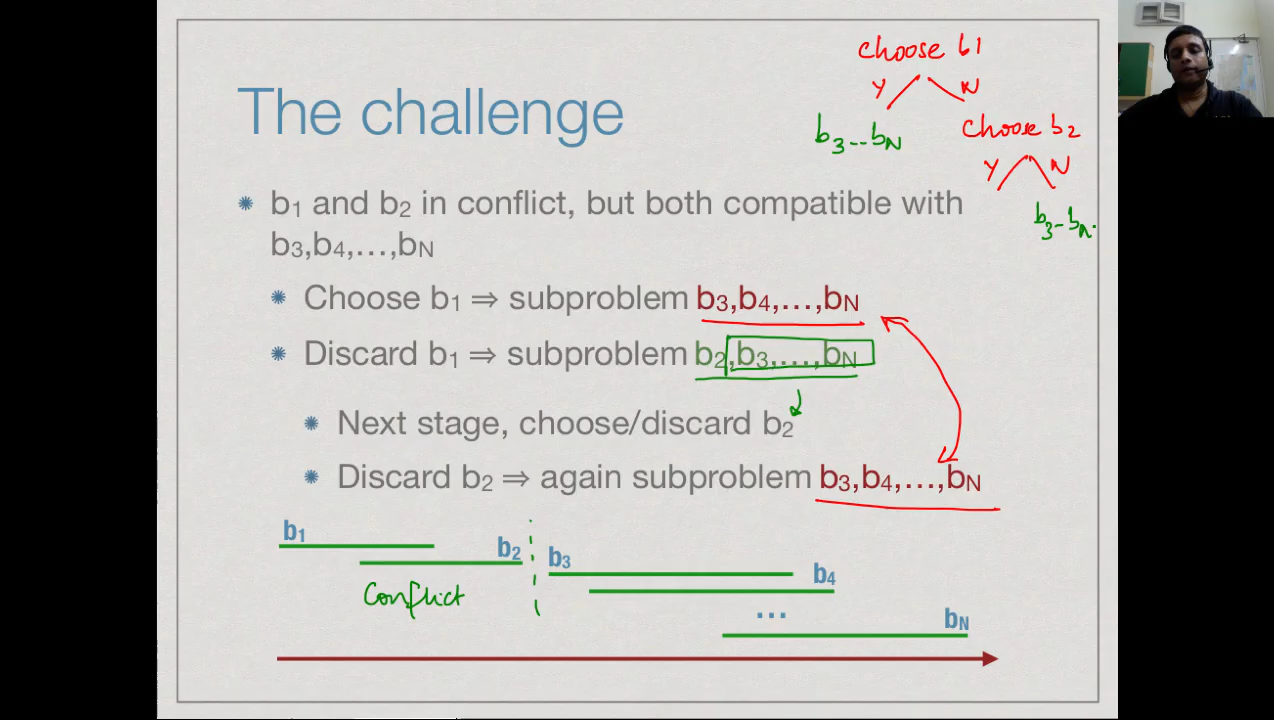 choose b1
Y N
The challenge
b3--bN
choose b2
Y N
b1 and b2 in conflict, but both compatible with
b3,b4,…,bN
b3-bn.
Choose b1 ⇒ subproblem b3,b4,…,bN
Discard b1 ⇒ subproblem b2,b3,…,bN
Next stage, choose/discard b2
Discard b2 ⇒ again subproblem b3,b4,…,bN
b1
b2
b3
b4
Conflict
...
bN